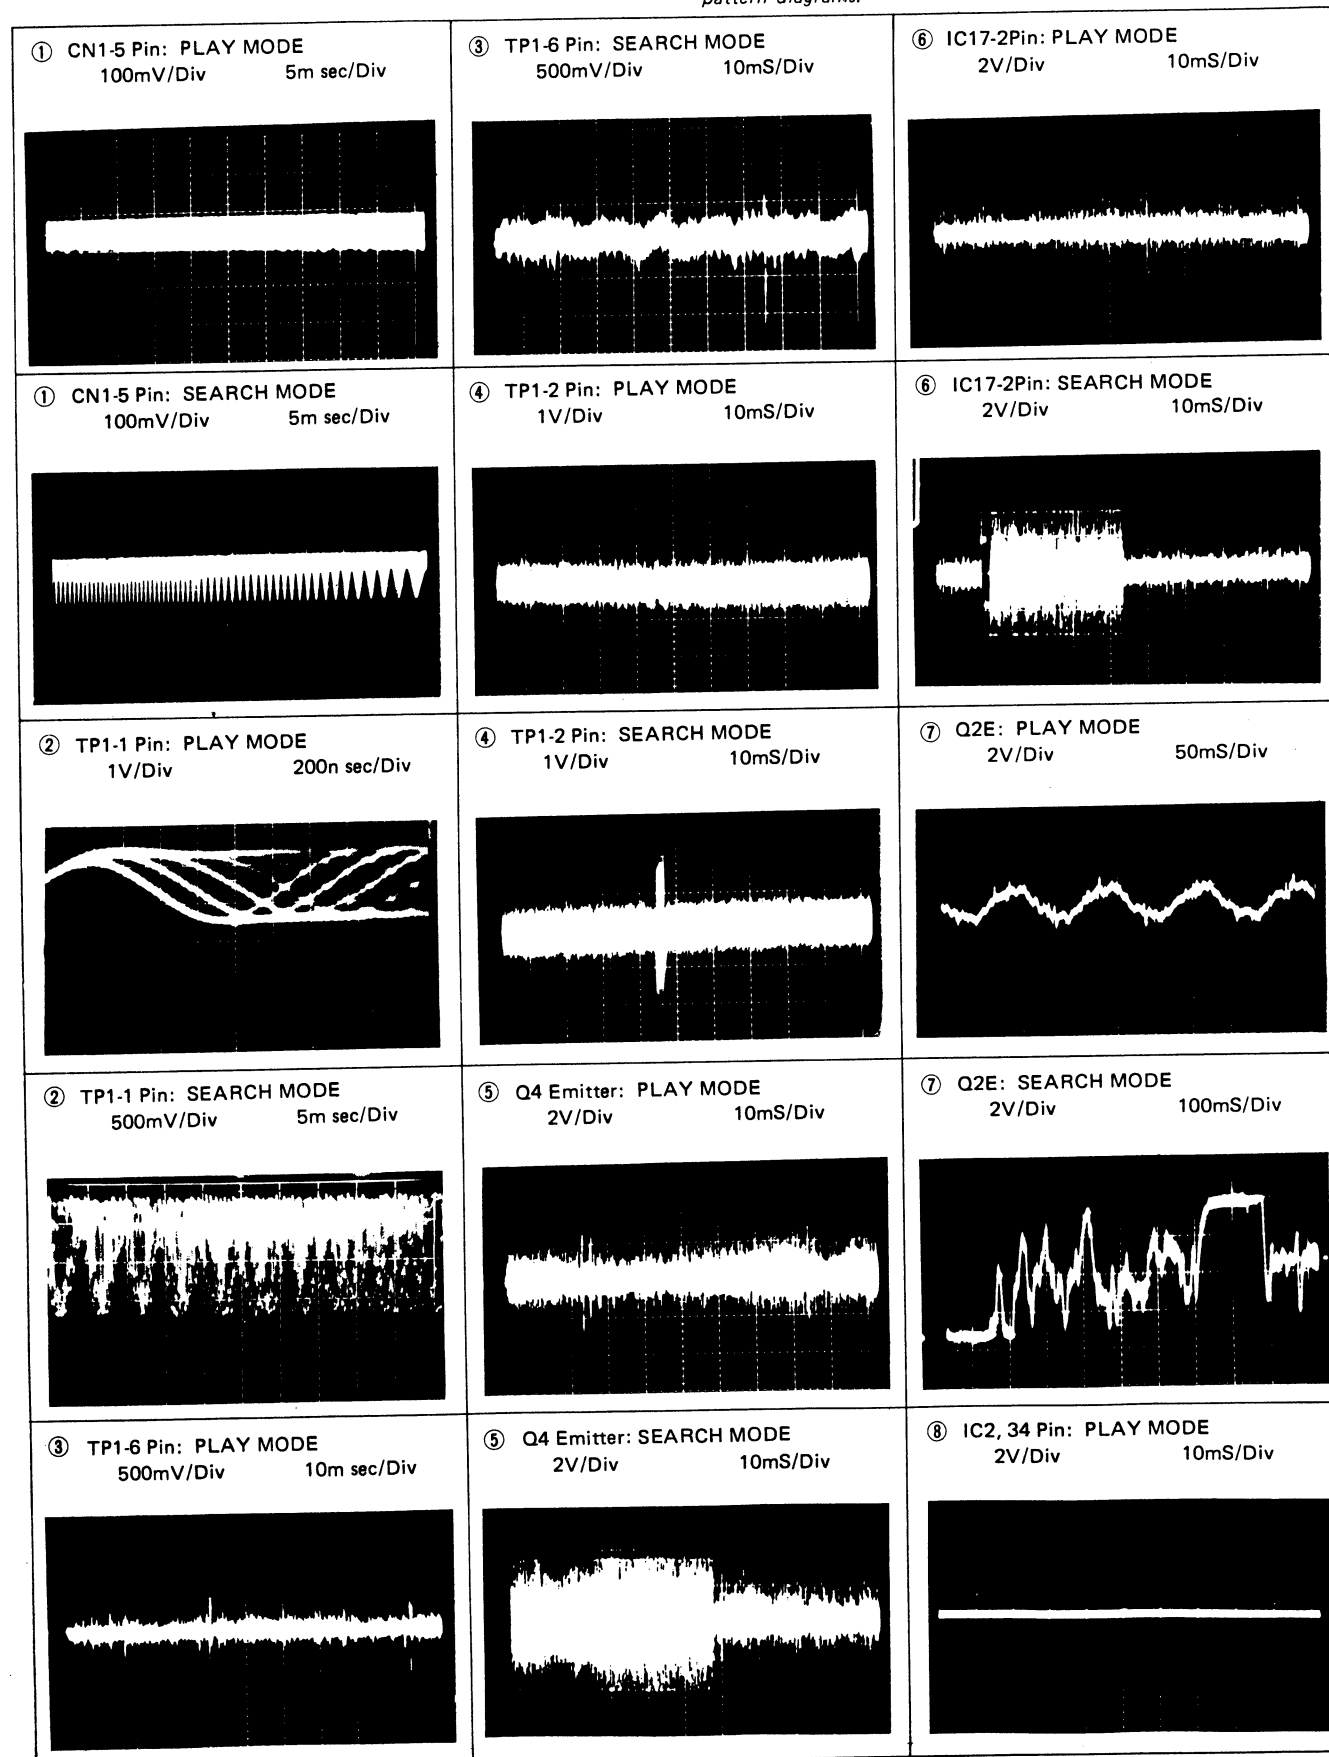 pattern diagrams.
① CN1-5 Pin: PLAY MODE
100mV/Div 5m sec/Div
① CN1-5 Pin: SEARCH MODE
100mV/Div 5m sec/Div
② TP1-1 Pin: PLAY MODE
1V/Div 200n sec/Div
② TP1-1 Pin: SEARCH MODE
500mV/Div 5m sec/Div
③ TP1-6 Pin: PLAY MODE
500mV/Div 10m sec/Div
③ TP1-6 Pin: SEARCH MODE
500mV/Div 10mS/Div
④ TP1-2 Pin: PLAY MODE
1V/Div 10mS/Div
④ TP1-2 Pin: SEARCH MODE
1V/Div 10mS/Div
⑤ Q4 Emitter: PLAY MODE
2V/Div 10mS/Div
⑤ Q4 Emitter: SEARCH MODE
2V/Div 10mS/Div
⑥ IC17-2Pin: PLAY MODE
2V/Div 10mS/Div
⑥ IC17-2Pin: SEARCH MODE
2V/Div 10mS/Div
⑦ Q2E: PLAY MODE
2V/Div 50mS/Div
⑦ Q2E: SEARCH MODE
2V/Div 100mS/Div
⑧ IC2, 34 Pin: PLAY MODE
2V/Div 10mS/Div